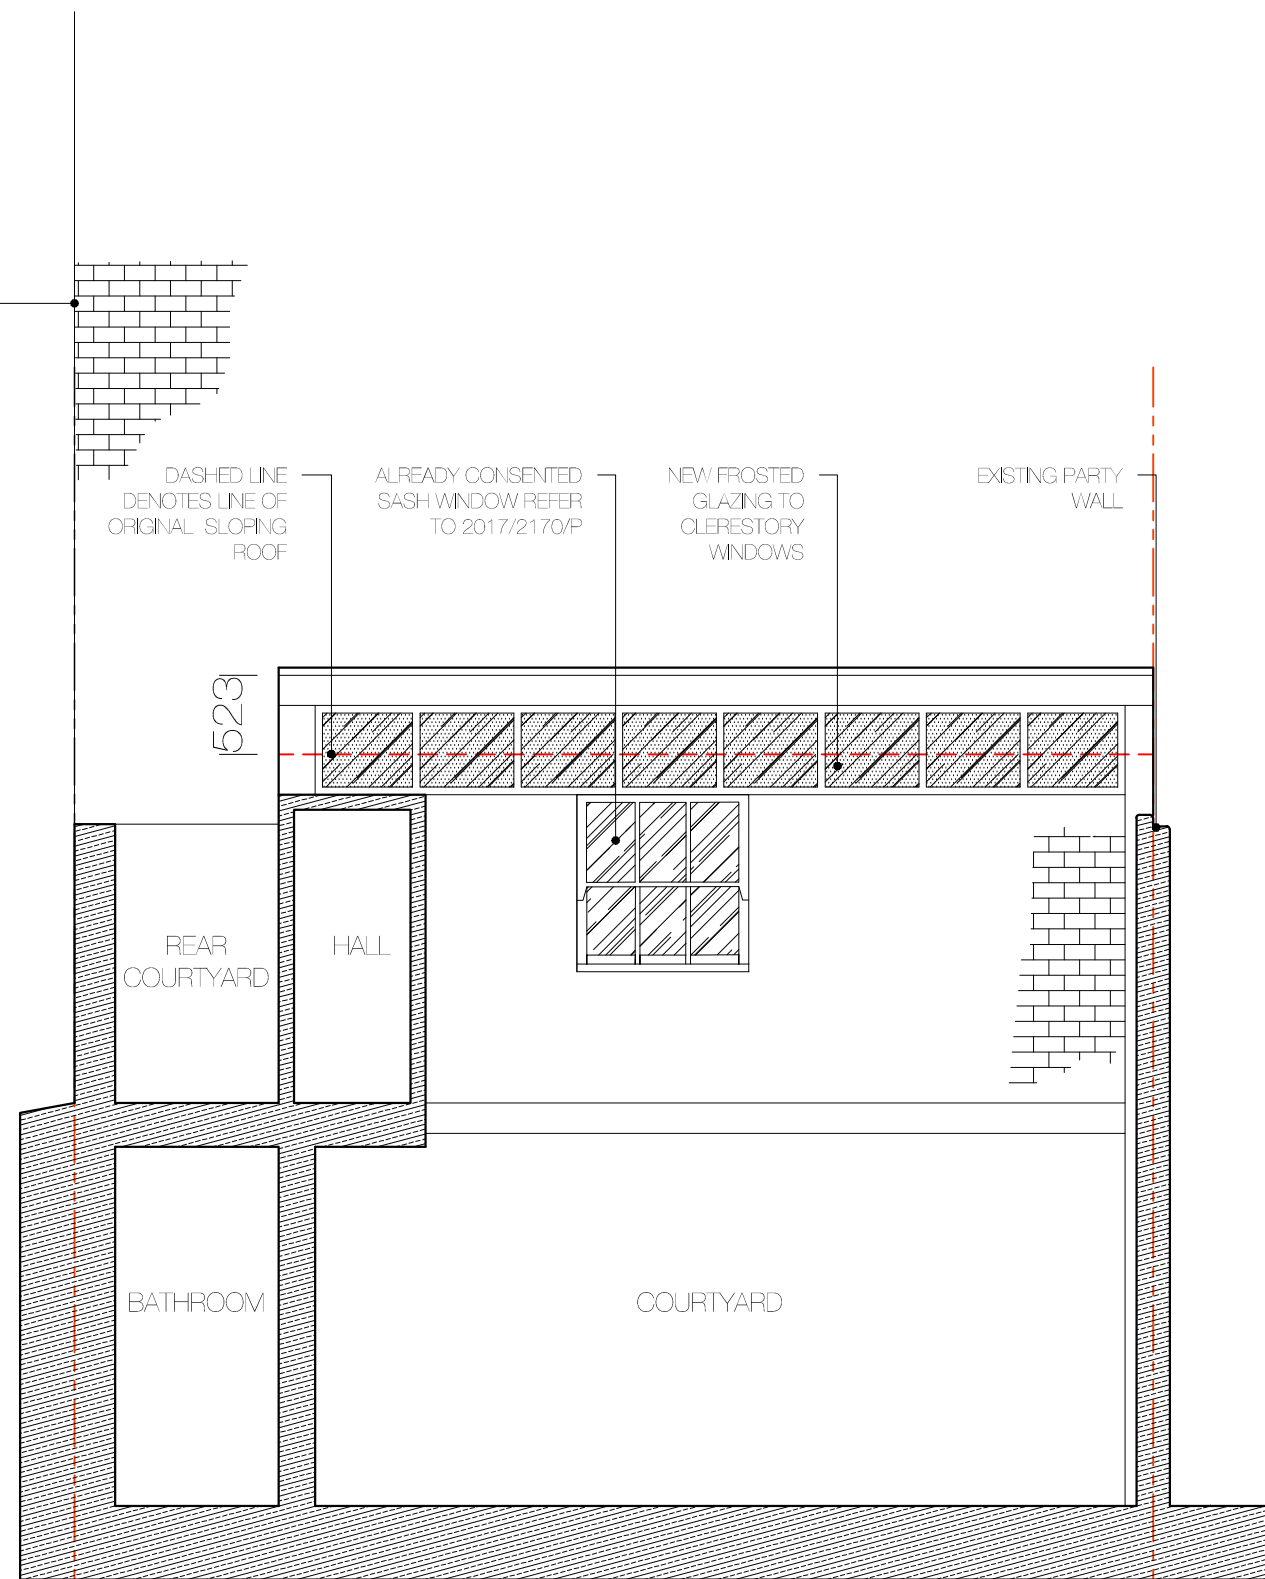 DASHED LINE
DENOTES LINE OF
ORIGINAL SLOPING
ROOF
ALREADY CONSENTED
SASH WINDOW REFER
TO 2017/2170/P
NEW FROSTED
GLAZING TO
CLERESTORY
WINDOWS
EXISTING PARTY
WALL
523
REAR
COURTYARD
HALL
BATHROOM
COURTYARD